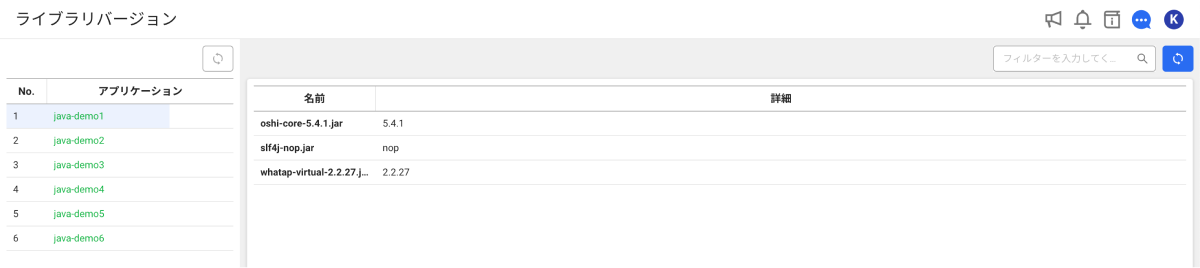 ライブラリバージョン
K
フィルターを入力してく...
No. アプリケーション
1 java-demo1
2 java-demo2
3 java-demo3
4 java-demo4
5 java-demo5
6 java-demo6
名前 詳細
oshi-core-5.4.1.jar 5.4.1
slf4j-nop.jar nop
whatap-virtual-2.2.27.j... 2.2.27